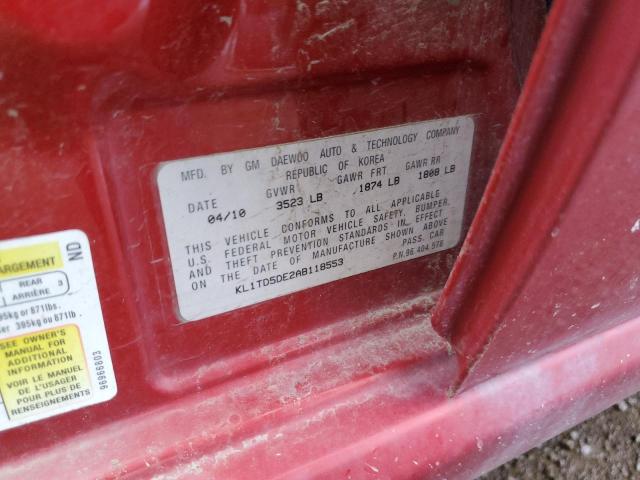 MFD. BY GM DAEWOO AUTO & TECHNOLOGY COMPANY
REPUBLIC OF KOREA
DATE GVWR GAWR FRT GAWR RR
04/10 3523 LB 1874 LB 1808 LB
THIS VEHICLE CONFORMS TO ALL APPLICABLE
U.S. FEDERAL MOTOR VEHICLE SAFETY, BUMPER,
AND THEFT PREVENTION STANDARDS IN EFFECT
ON THE DATE OF MANUFACTURE SHOWN ABOVE
PASS. CAR
KL1TD5DE2AB118553
P.N.96.404.576
ND
REAR 3
ARRIÈRE
or 871lbs.
395kg ou 871lb.
SEE OWNER'S
MANUAL FOR
ADDITIONAL
INFORMATION
VOIR LE MANUEL
DE L'USAGER
POUR PLUS DE
RENSEIGNEMENTS
96966803